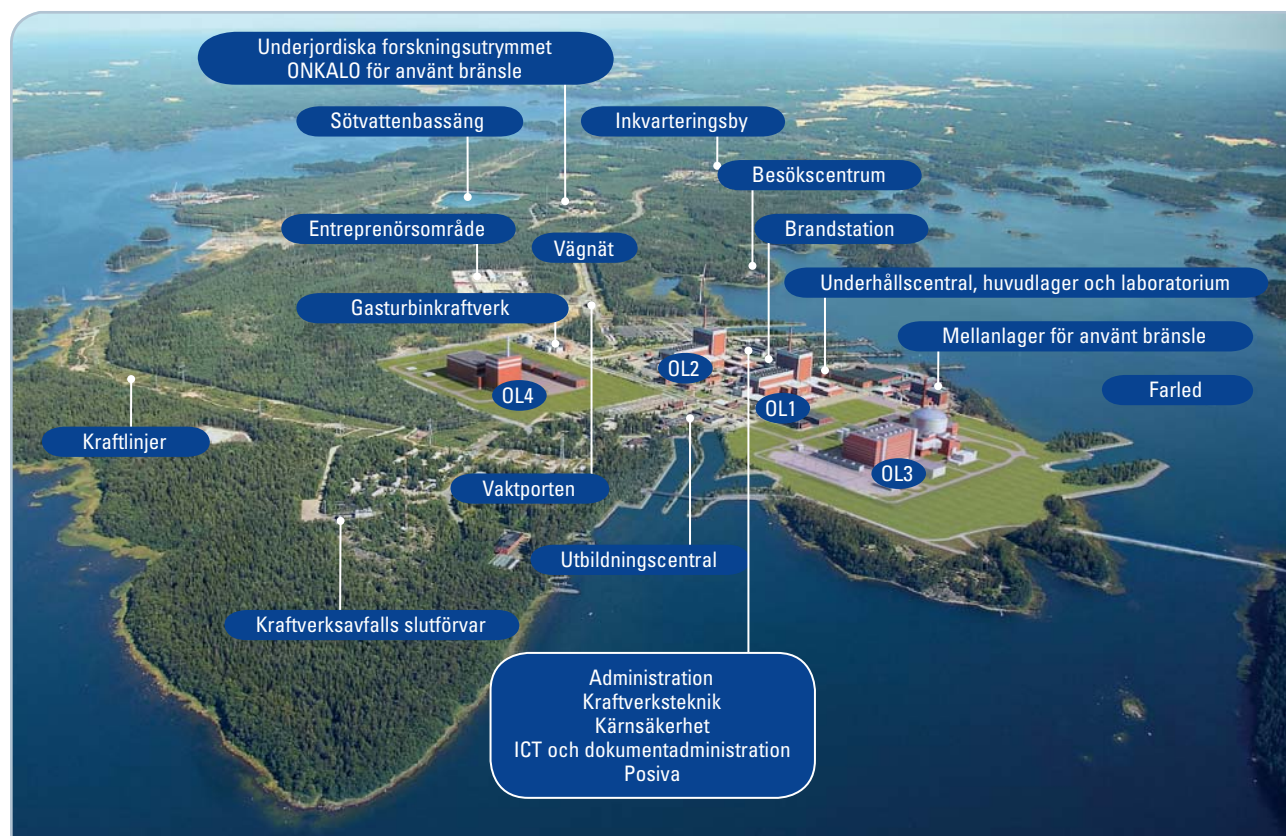 Underjordiska forskningsutrymmet
ONKALO för använt bränsle
Sötvattenbassäng
Inkvarteringsby
Besökscentrum
Entreprenörsområde
Vägnät
Brandstation
Underhållscentral, huvudlager och laboratorium
Gasturbinkraftverk
Mellanlager för använt bränsle
OL2
OL4
OL1
Farled
Kraftlinjer
OL3
Vaktporten
Utbildningscentral
Kraftverksavfalls slutförvar
Administration
Kraftverksteknik
Kärnsäkerhet
ICT och dokumentadministration
Posiva